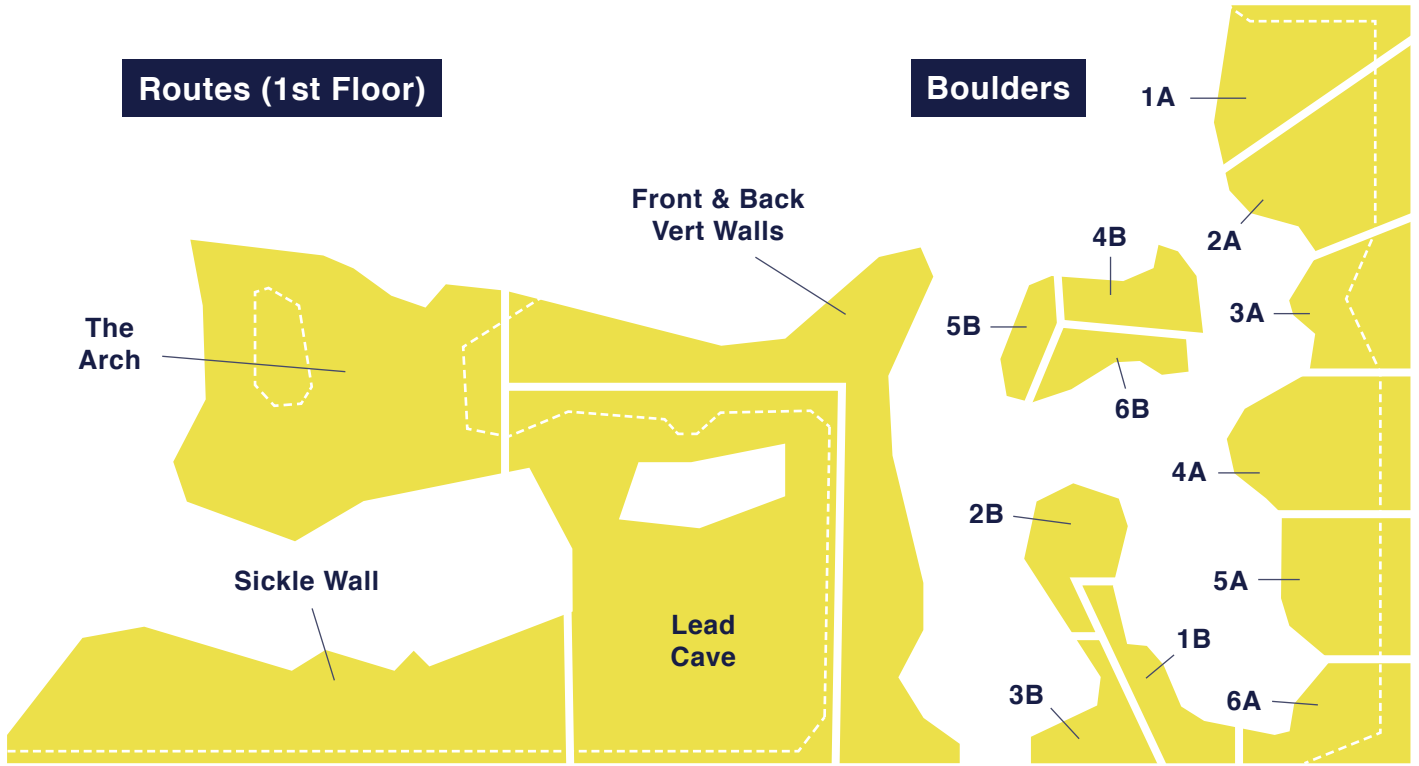 Routes (1st Floor)
Boulders
1A
Front & Back
Vert Walls
2A
4B
The
Arch
5B
3A
6B
4A
2B
Sickle Wall
5A
Lead
Cave
1B
3B
6A